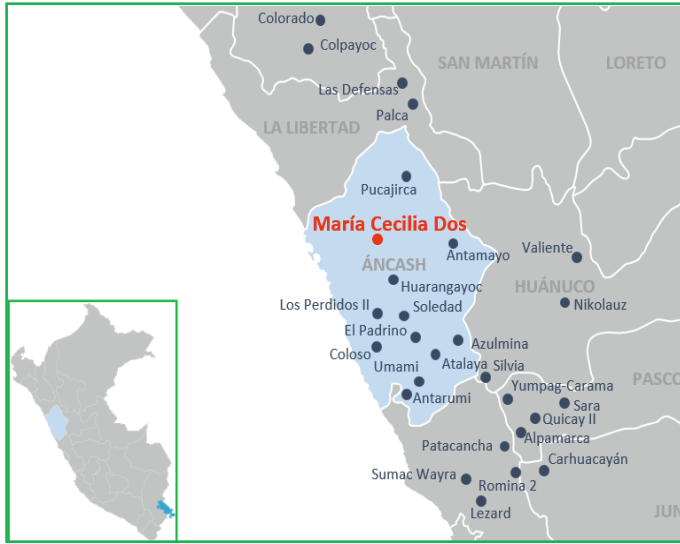 Colorado
Colpayoc
SAN MARTÍN
LORETO
Las Defensas
Palca
LA LIBERTAD
Pucajirca
María Cecilia Dos
Antamayo
Valiente
ÁNCASH
Huarangayoc
HUÁNUCO
Los Perdidos II
Soledad
Nikolauz
El Padrino
Coloso
Azulmina
Umami
Atalaya
Silvia
PASCO
Yumpag-Carama
Antarumi
Sara
Quicay II
Alpamarca
Patacancha
Carhuacayán
Sumac Wayra
Romina 2
Lezard
JUN